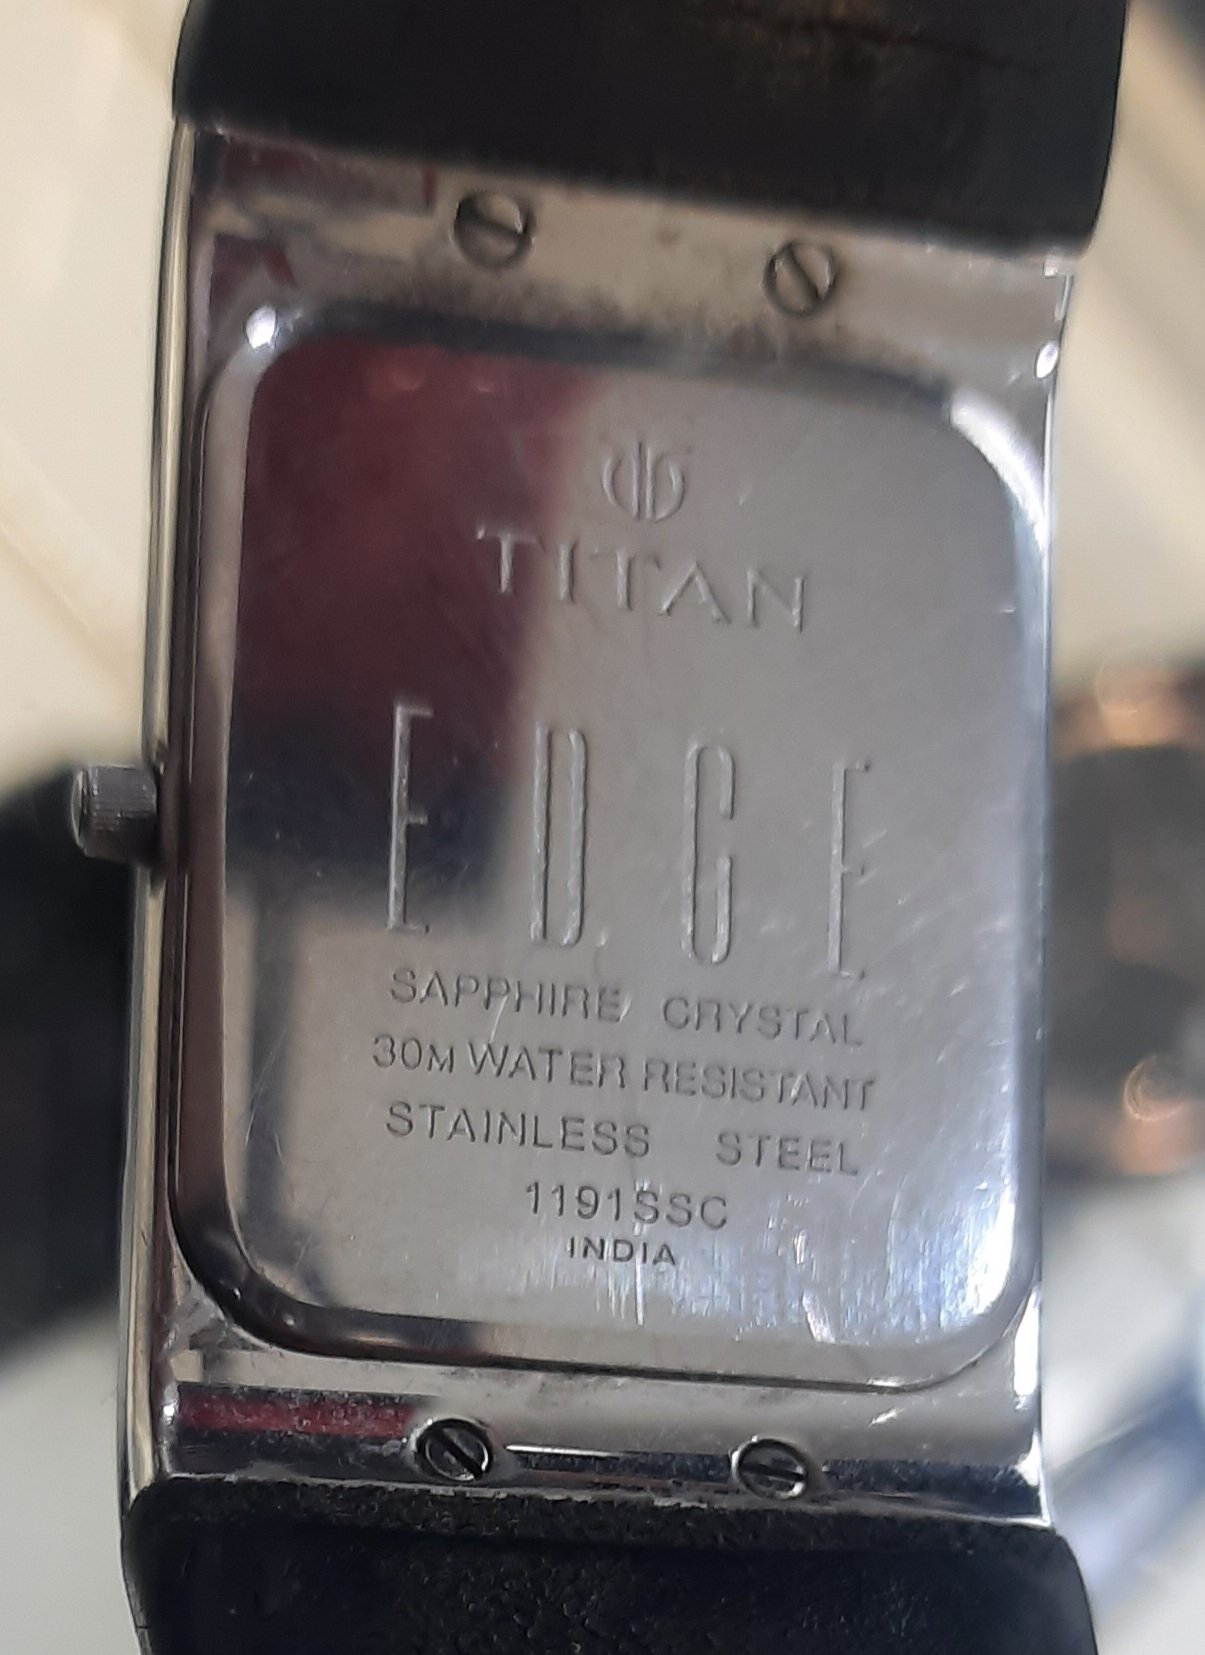 TITAN
EDGE
SAPPHIRE CRYSTAL
30M WATER RESISTANT
STAINLESS STEEL
1191SSC
INDIA